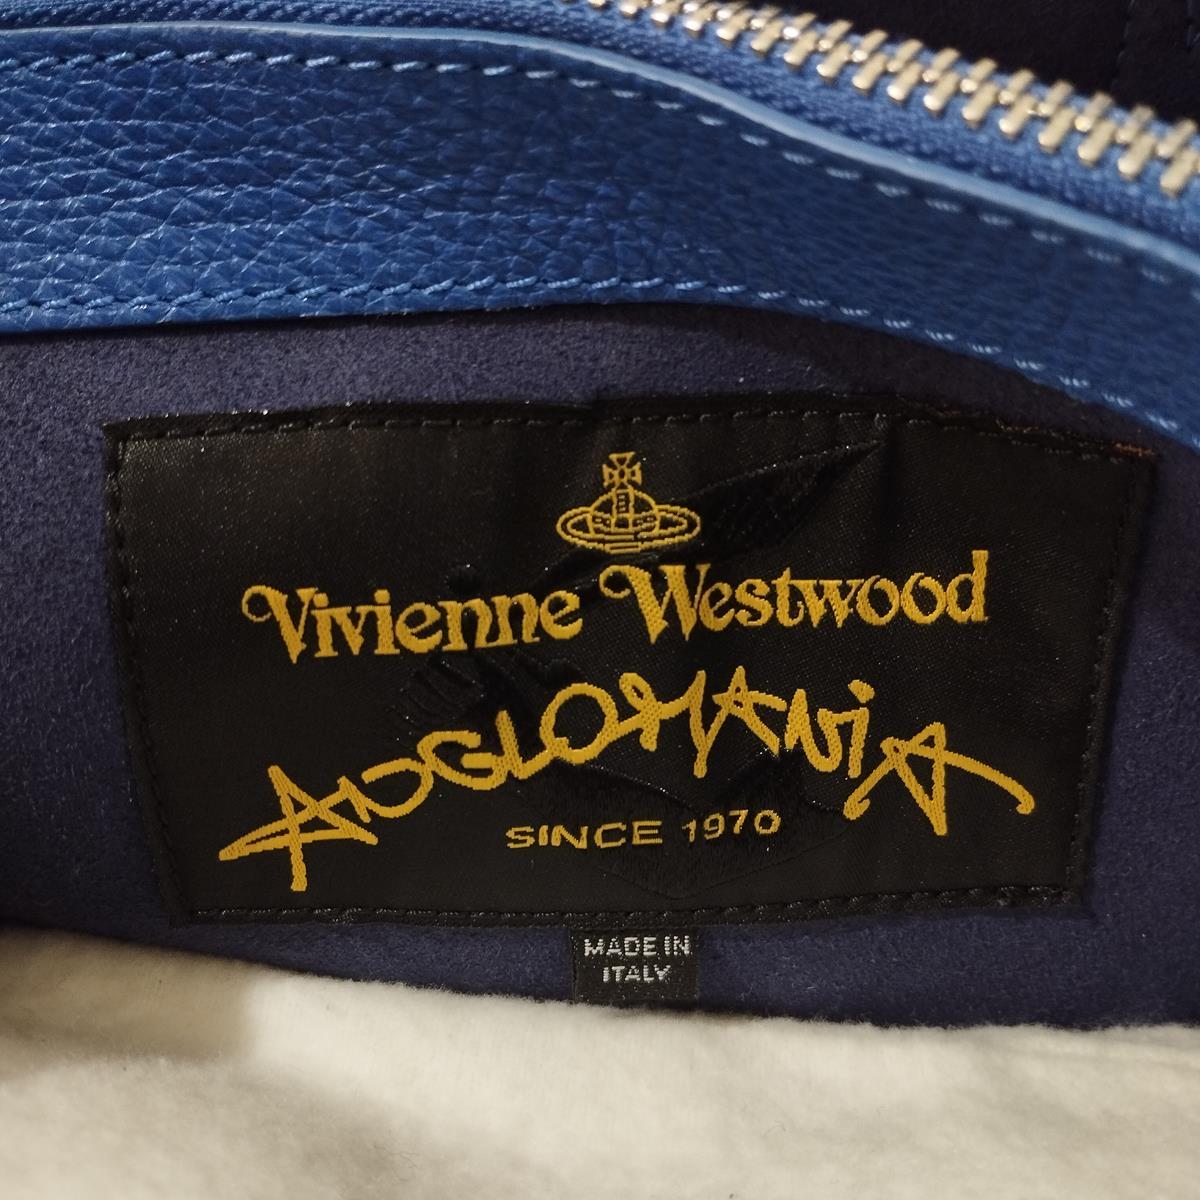 Vivienne Westwood
ANGLOMANiA
SINCE 1970
MADE IN
ITALY